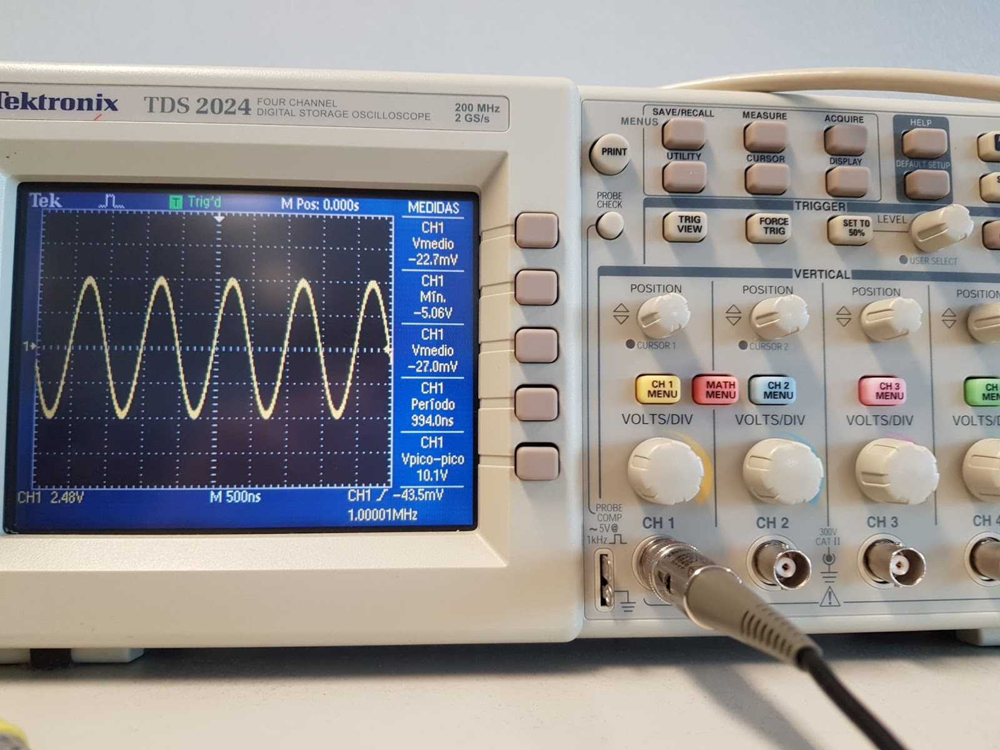 Tektronix TDS 2024 FOUR CHANNEL
DIGITAL STORAGE OSCILLOSCOPE
200 MHz
2 GS/s
Tek Trig'd M Pos: 0.000s MEDIDAS
CH1
Vmedio
-22.7mV
CH1
Mín.
-5.06V
CH1
Vmedio
-27.0mV
CH1
Período
994.0ns
CH1
Vpico-pico
10.1V
1
CH1 2.48V M 500ns CH1 -43.5mV
1.00001MHz
MENUS
SAVE/RECALL MEASURE ACQUIRE HELP
PRINT
UTILITY CURSOR DISPLAY DEFAULT SETUP
PROBE
CHECK
TRIGGER
TRIG
VIEW
FORCE
TRIG
SET TO
50%
LEVEL
USER SELECT
VERTICAL
POSITION POSITION POSITION POSITION
CURSOR 1 CURSOR 2
CH 1
MENU
MATH
MENU
CH 2
MENU
CH 3
MENU
CH
MEN
VOLTS/DIV VOLTS/DIV VOLTS/DIV VOLTS/D
PROBE
COMP
~5V@
1kHz
CH 1 CH 2 CH 3 CH 4
300V
CAT II